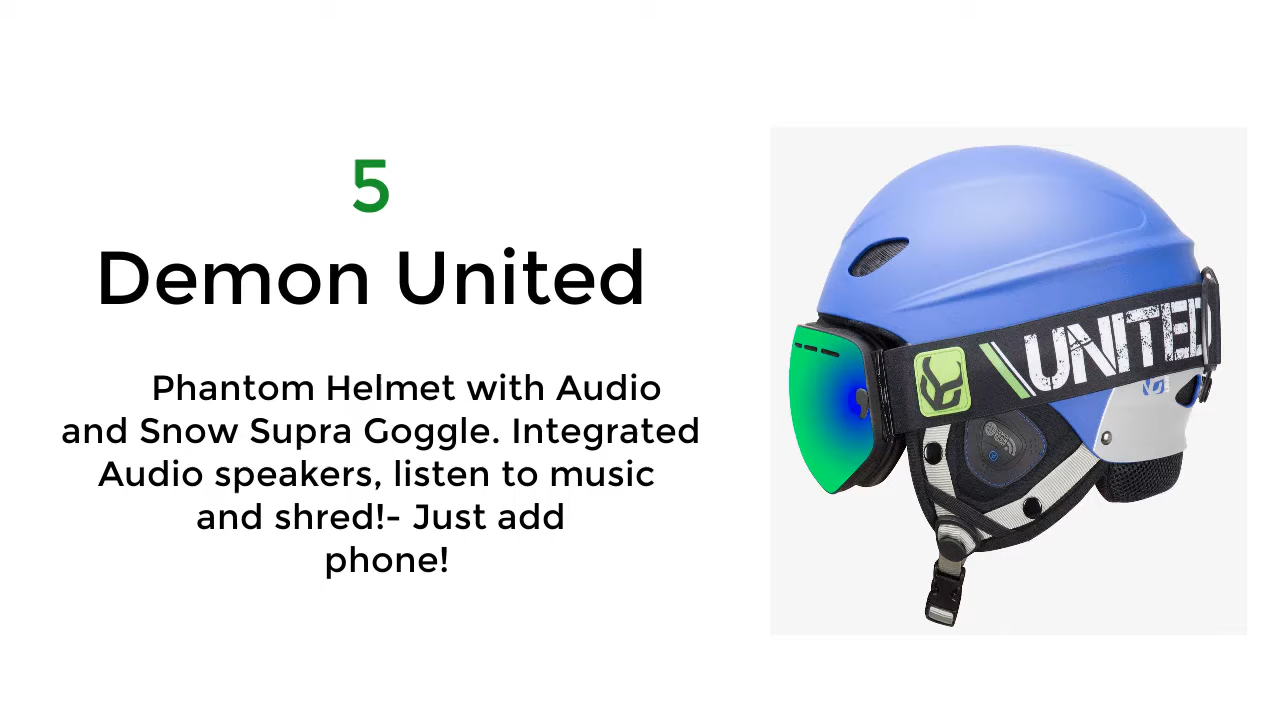 5
Demon United
Phantom Helmet with Audio
and Snow Supra Goggle. Integrated
Audio speakers, listen to music
and shred!- Just add
phone!
UNITED